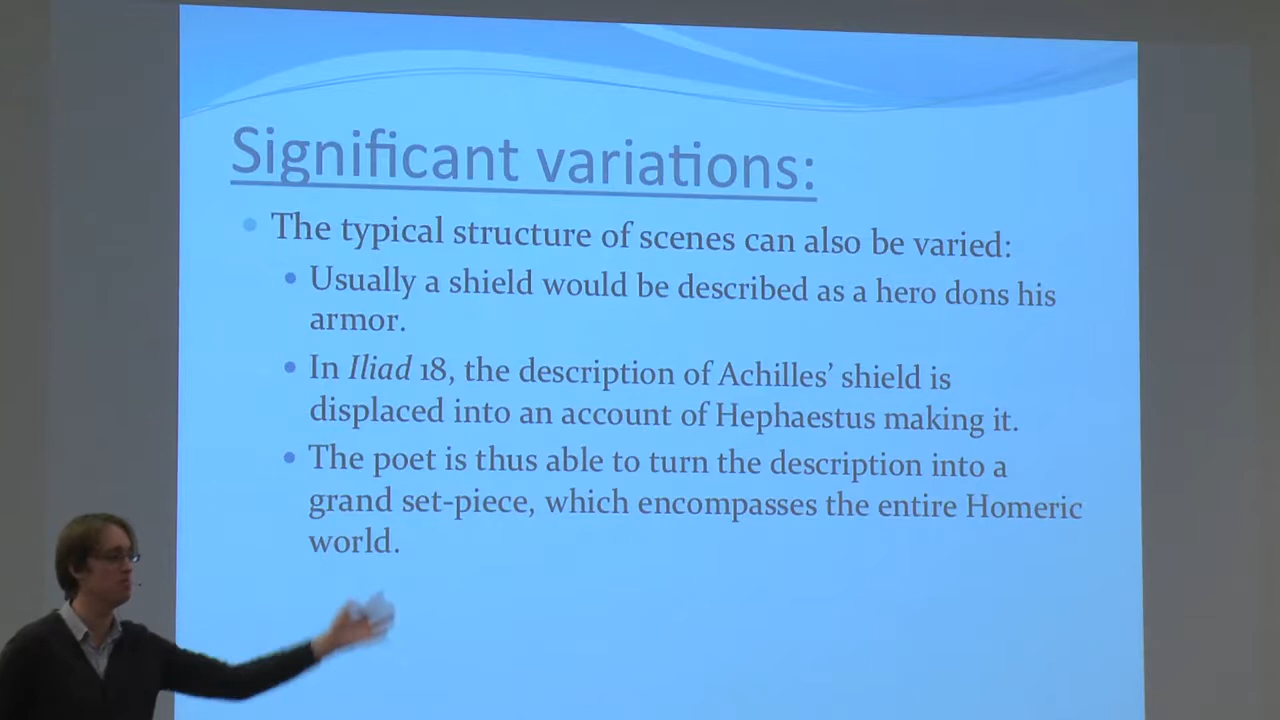 Significant variations:
The typical structure of scenes can also be varied:
Usually a shield would be described as a hero dons his
armor.
In Iliad 18, the description of Achilles' shield is
displaced into an account of Hephaestus making it.
The poet is thus able to turn the description into a
grand set-piece, which encompasses the entire Homeric
world.